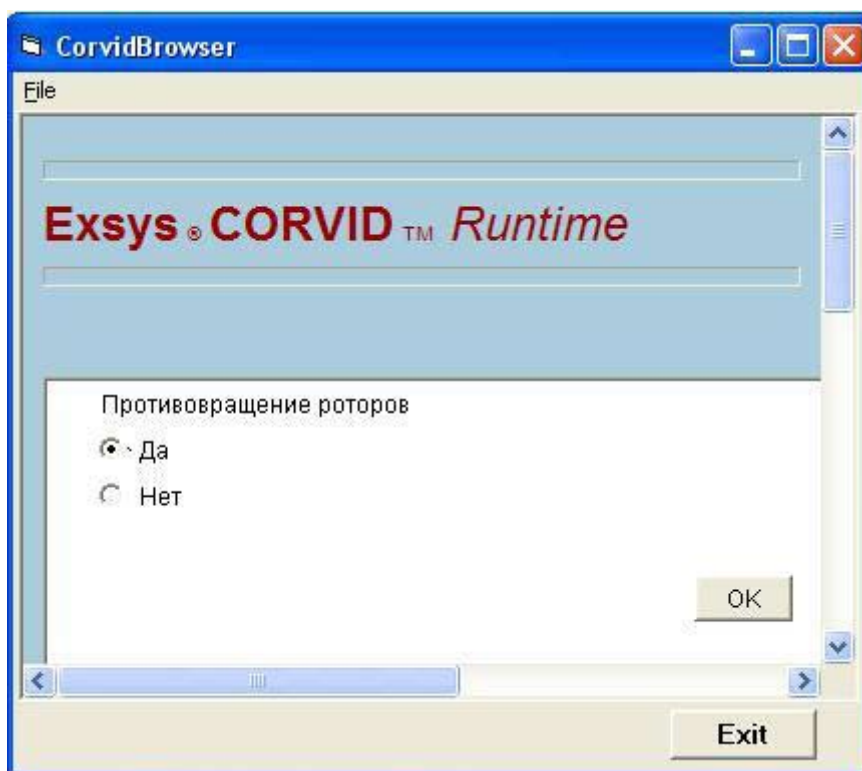 CorvidBrowser
File
Exsys ® CORVID TM Runtime
Противовращение роторов
Да
Нет
OK
Exit